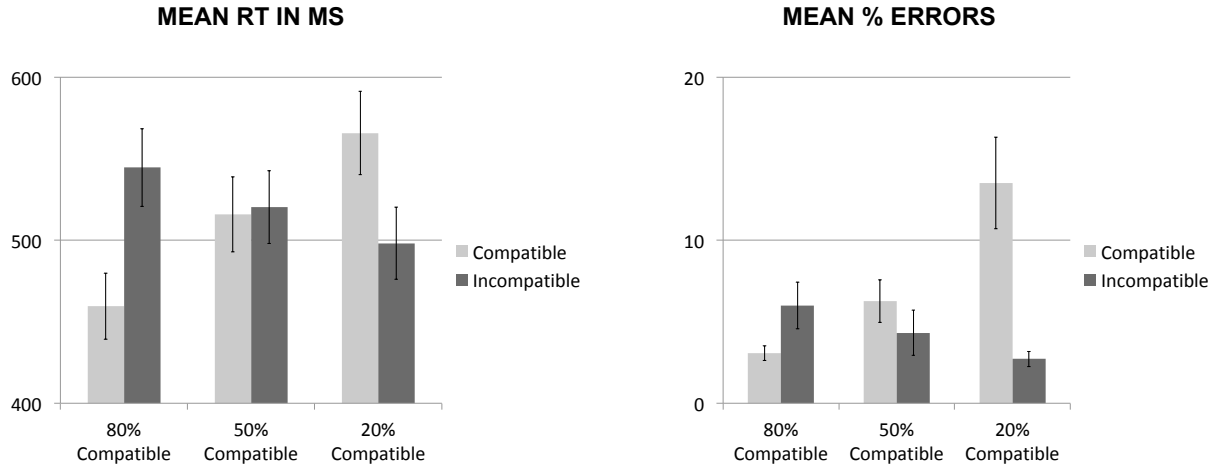 MEAN RT IN MS
600
500
400
80%
Compatible
50%
Compatible
20%
Compatible
Compatible
Incompatible
MEAN % ERRORS
20
10
0
80%
Compatible
50%
Compatible
20%
Compatible
Compatible
Incompatible